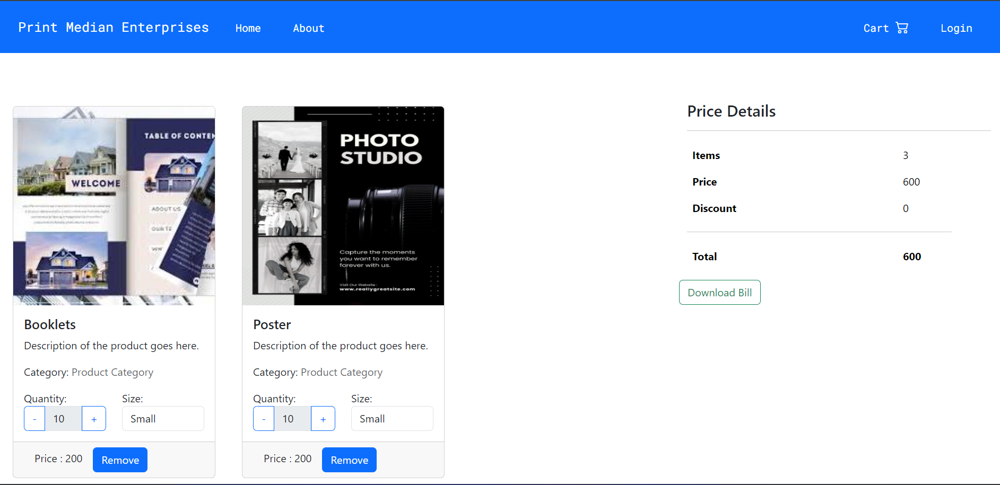 Print Median Enterprises
Home
About
Cart
Login
TABLE OF CONTEN
WELCOME
ABOUT US
PHOTO
STUDIO
Capture the moments
you want to remember
forever with us.
Visit Our Website :
www.reallygreatsite.com
Booklets
Description of the product goes here.
Category: Product Category
Quantity:
Size:
- 10 +
Small
Price : 200
Remove
Poster
Description of the product goes here.
Category: Product Category
Quantity:
Size:
- 10 +
Small
Price : 200
Remove
Price Details
Items 3
Price 600
Discount 0
Total 600
Download Bill